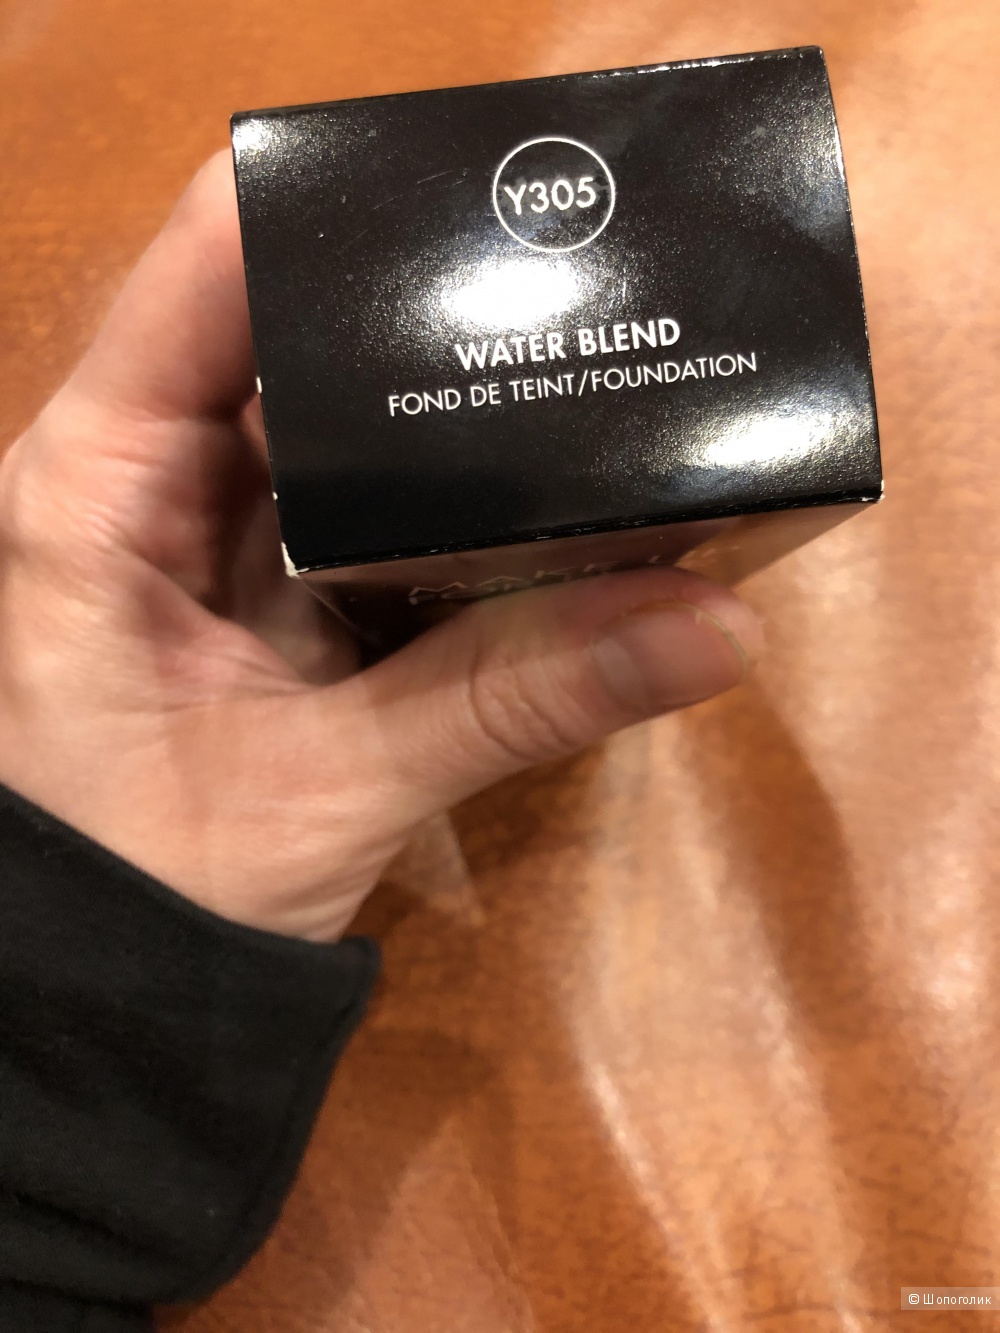 Y305
WATER BLEND
FOND DE TEINT/FOUNDATION
© Шопоголик